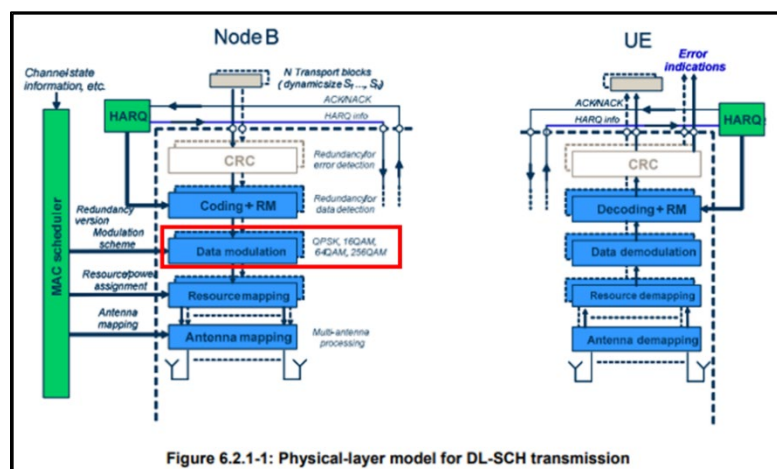 Node B
UE
Channel state
information, etc.
N Transport blocks
(dynamic size S1..., SN)
Error
indications
HARQ
ACK/NACK
HARQ info
ACK/NACK
HARQ info
HARQ
CRC
Redundancy for
error detection
CRC
Redundancy
version
Coding + RM
Redundancy for
data detection
Decoding + RM
Modulation
scheme
Data modulation
QPSK, 16QAM,
64QAM, 256QAM
Data demodulation
MAC scheduler
Resource/power
assignment
Resource mapping
Resource demapping
Antenna
mapping
Antenna mapping
Multi-antenna
processing
Antenna demapping
Figure 6.2.1-1: Physical-layer model for DL-SCH transmission